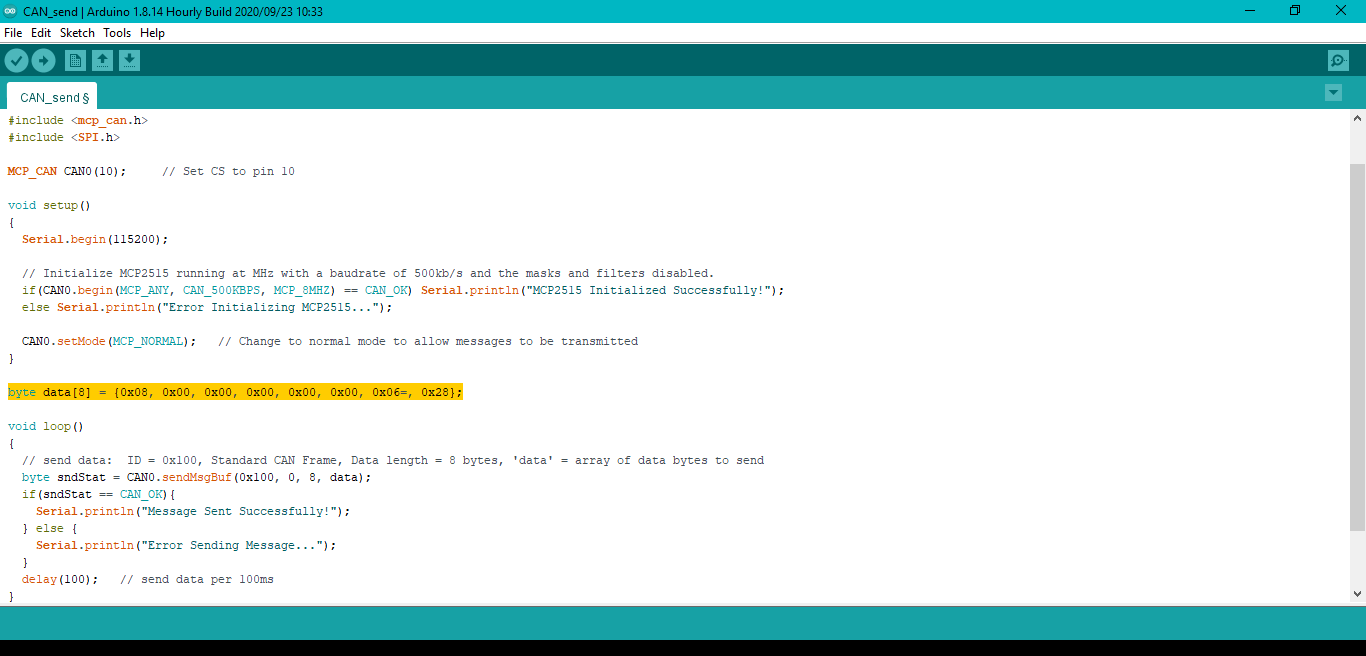 CAN_send | Arduino 1.8.14 Hourly Build 2020/09/23 10:33
File Edit Sketch Tools Help
CAN_send §
#include <mcp_can.h>
#include <SPI.h>
MCP_CAN CAN0(10);     // Set CS to pin 10
void setup()
{
  Serial.begin(115200);
  // Initialize MCP2515 running at MHz with a baudrate of 500kb/s and the masks and filters disabled.
  if(CAN0.begin(MCP_ANY, CAN_500KBPS, MCP_8MHZ) == CAN_OK) Serial.println("MCP2515 Initialized Successfully!");
  else Serial.println("Error Initializing MCP2515...");
  CAN0.setMode(MCP_NORMAL);   // Change to normal mode to allow messages to be transmitted
}
byte data[8] = {0x08, 0x00, 0x00, 0x00, 0x00, 0x00, 0x06=, 0x28};
void loop()
{
  // send data:  ID = 0x100, Standard CAN Frame, Data length = 8 bytes, 'data' = array of data bytes to send
  byte sndStat = CAN0.sendMsgBuf(0x100, 0, 8, data);
  if(sndStat == CAN_OK){
    Serial.println("Message Sent Successfully!");
  } else {
    Serial.println("Error Sending Message...");
  }
  delay(100);   // send data per 100ms
}